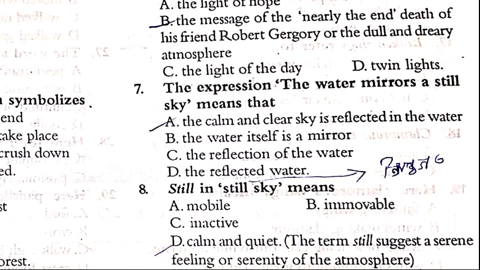 A. the light of hope
B. the message of the 'nearly the end' death of
his friend Robert Gergory or the dull and dreary
atmosphere
C. the light of the day D. twin lights.
7. The expression 'The water mirrors a still
sky' means that
A. the calm and clear sky is reflected in the water
B. the water itself is a mirror
C. the reflection of the water
D. the reflected water.
8. Still in 'still sky' means
A. mobile B. immovable
C. inactive
D. calm and quiet. (The term still suggest a serene
feeling or serenity of the atmosphere)
symbolizes.
end
take place
crush down
ed.
st
orest.